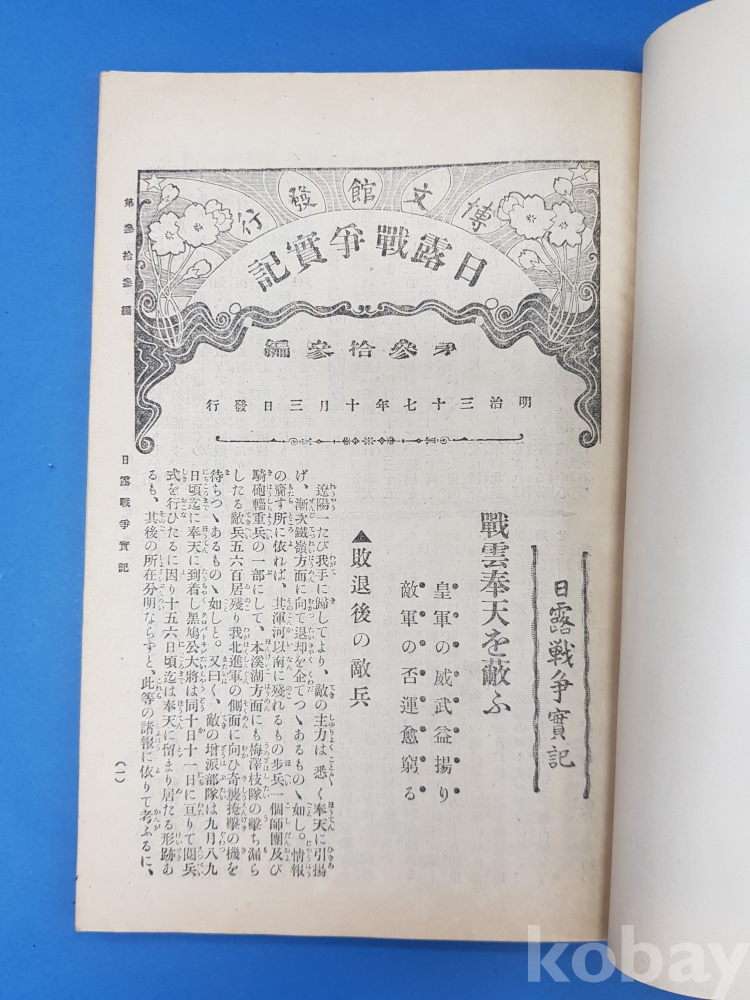 博文館發行
日露戰爭實記
第參拾參編
明治三十七年十月三日發行
日露戰爭實記
戰雲奉天を蔽ふ
皇軍の威武益揚り
敵軍の否運愈窮る
▲敗退後の敵兵
遼陽一たび我手に歸してより、敵の主力は悉く奉天に引揚
げ、漸次鐵嶺方面に向て退却を企てつゝあるものゝ如し。情報
の齎す所に依れば、其渾河以南に殘れるもの步兵一個師團及び
騎砲輜重兵の一部にして、本溪湖方面にも梅澤枝隊の擊ち漏ら
したる敵兵五六百居殘り我北進軍の側面に向ひ奇襲掩擊の機を
待ちつゝあるものゝ如しと。又曰く、敵の增派部隊は九月八九
日頃迄に奉天に到着し黑鳩公大將は同十日十一日に亘りて閱兵
式を行ひたるに因り十五六日頃迄は奉天に留まり居たる形跡あ
るも、其後の所在分明ならずと、此等の諸報に依りて考ふるに、
第參拾參編
日露戰爭實記
(一)
kobay